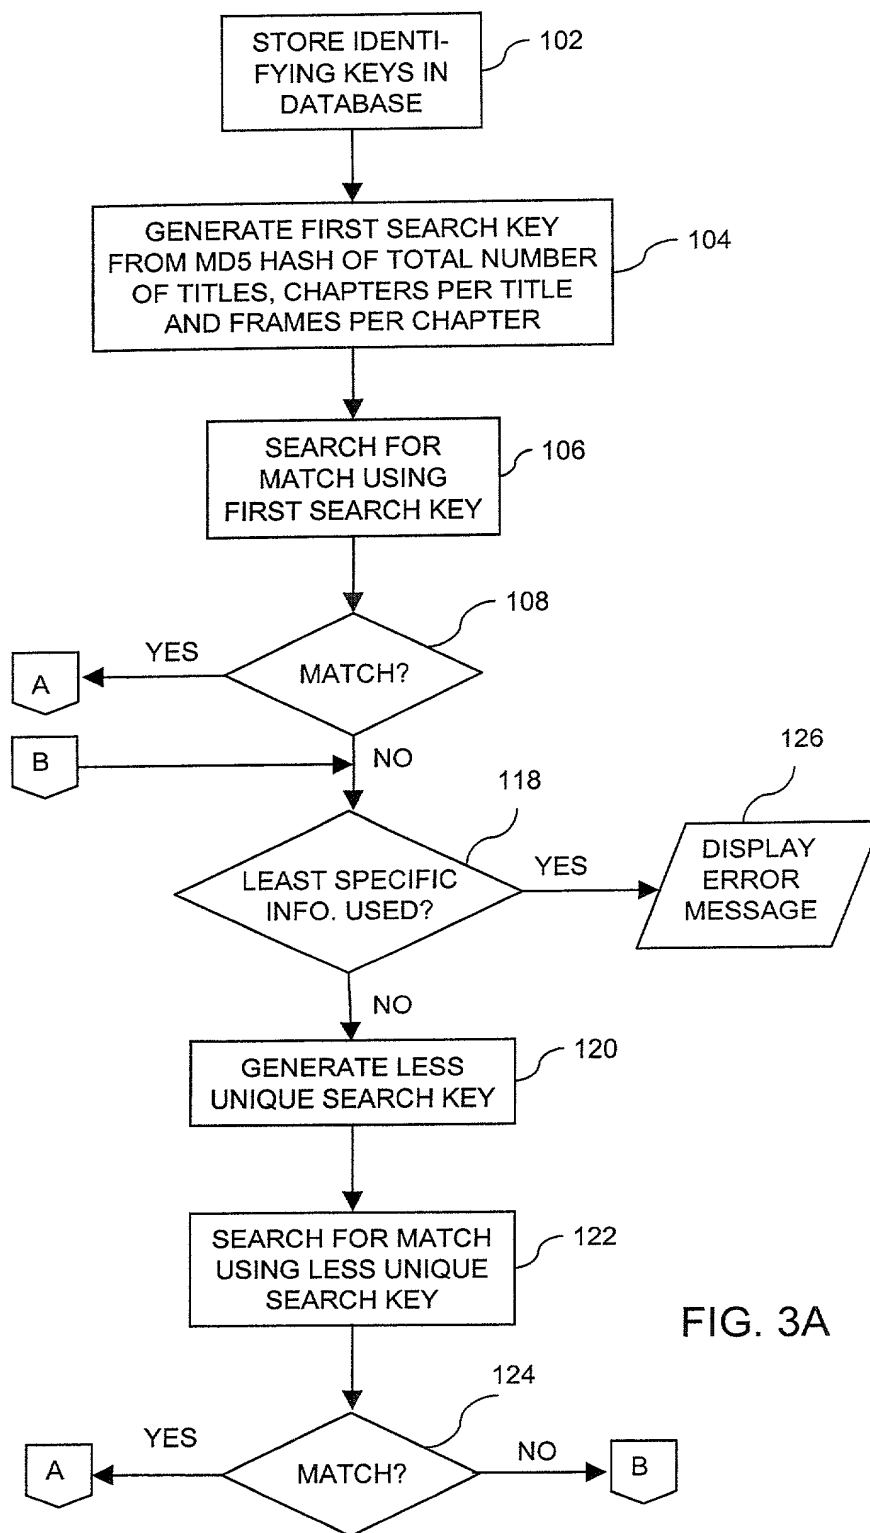 STORE IDENTI-
FYING KEYS IN
DATABASE
102
GENERATE FIRST SEARCH KEY
FROM MD5 HASH OF TOTAL NUMBER
OF TITLES, CHAPTERS PER TITLE
AND FRAMES PER CHAPTER
104
SEARCH FOR
MATCH USING
FIRST SEARCH KEY
106
108
YES
A
MATCH?
B
NO
126
118
LEAST SPECIFIC
INFO. USED?
YES
DISPLAY
ERROR
MESSAGE
NO
GENERATE LESS
UNIQUE SEARCH KEY
120
SEARCH FOR MATCH
USING LESS UNIQUE
SEARCH KEY
122
FIG. 3A
124
YES
A
MATCH?
NO
B